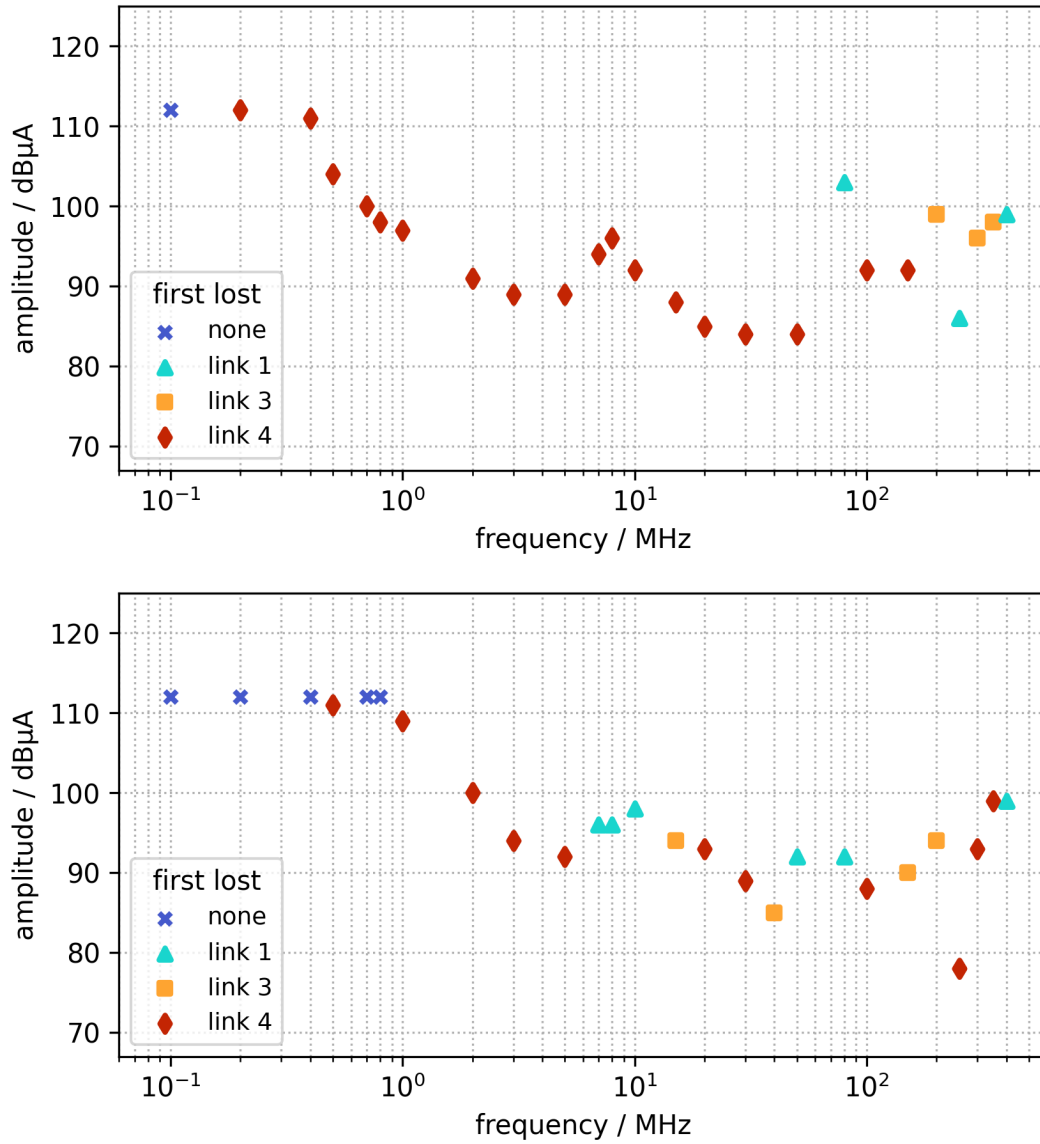 120
110
100
90
80
70
amplitude / dBµA
first lost
none
link 1
link 3
link 4
10⁻¹
10⁰
10¹
10²
frequency / MHz
120
110
100
90
80
70
amplitude / dBµA
first lost
none
link 1
link 3
link 4
10⁻¹
10⁰
10¹
10²
frequency / MHz